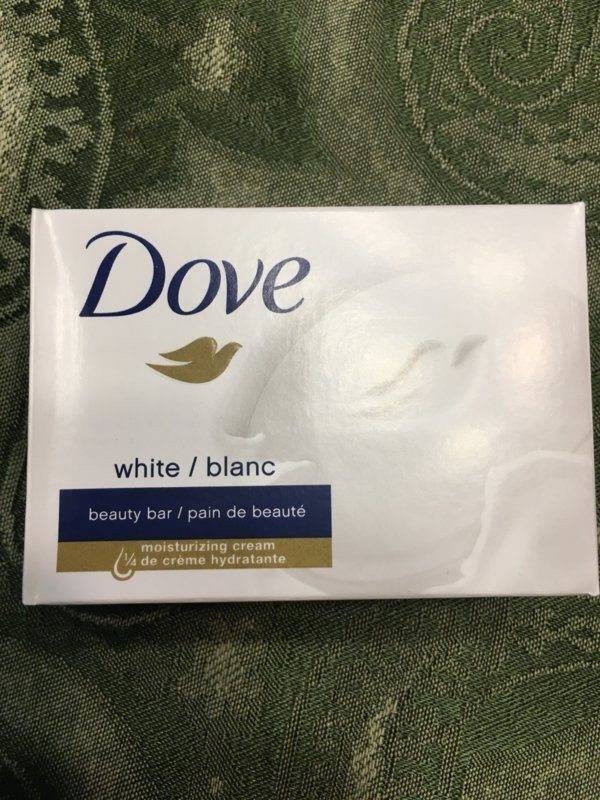 Dove
white / blanc
beauty bar / pain de beauté
moisturizing cream
¼ de crème hydratante